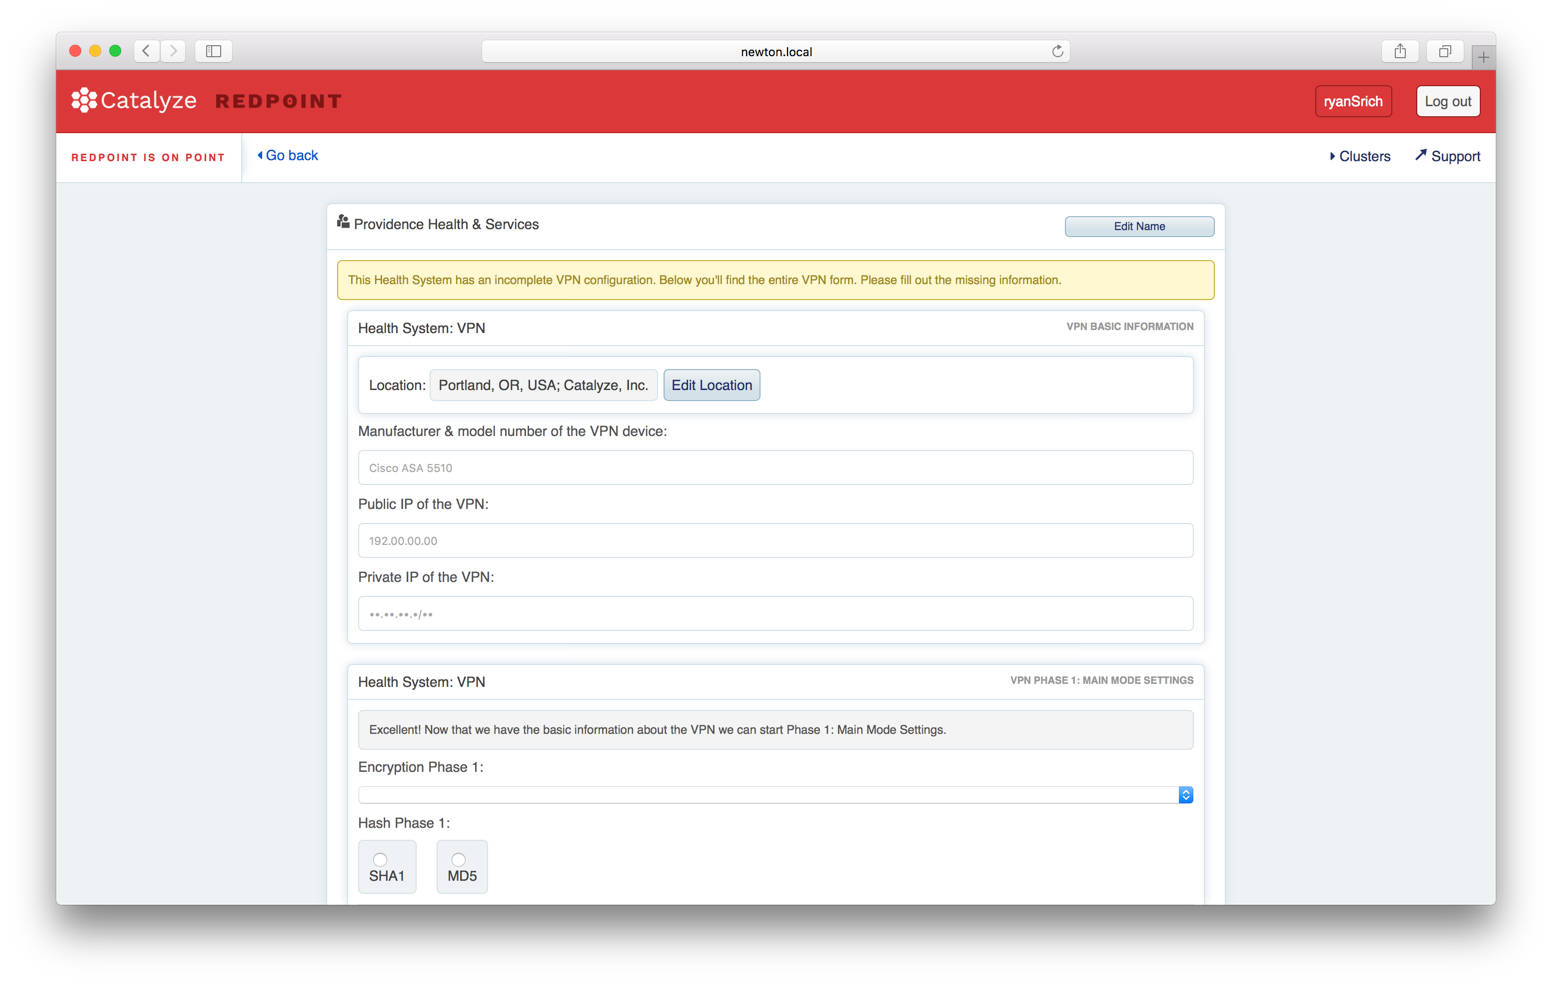 newton.local
Catalyze REDPOINT
ryanSrich
Log out
REDPOINT IS ON POINT
Go back
Clusters
Support
Providence Health & Services
Edit Name
This Health System has an incomplete VPN configuration. Below you'll find the entire VPN form. Please fill out the missing information.
Health System: VPN
VPN BASIC INFORMATION
Location: Portland, OR, USA; Catalyze, Inc. Edit Location
Manufacturer & model number of the VPN device:
Cisco ASA 5510
Public IP of the VPN:
192.00.00.00
Private IP of the VPN:
••.••.••.•/••
Health System: VPN
VPN PHASE 1: MAIN MODE SETTINGS
Excellent! Now that we have the basic information about the VPN we can start Phase 1: Main Mode Settings.
Encryption Phase 1:
Hash Phase 1:
SHA1
MD5